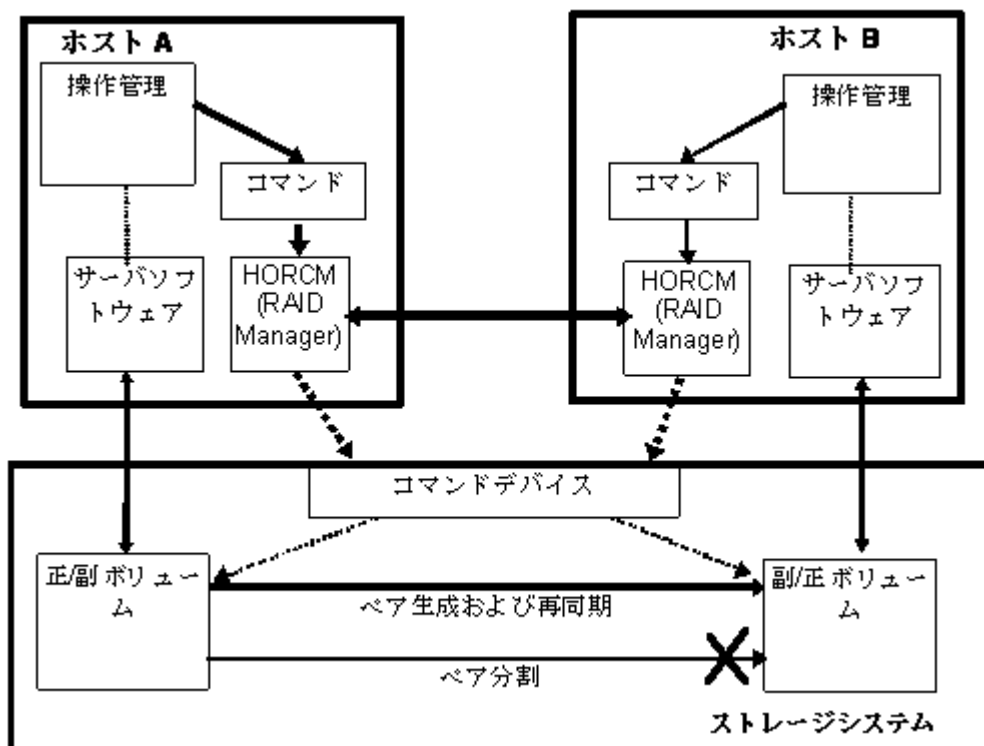 ホスト A
操作管理
コマンド
サーバソフ
トウェア
HORCM
(RAID
Manager)
ホスト B
操作管理
コマンド
HORCM
(RAID
Manager)
サーバソフ
トウェア
コマンドデバイス
正/副 ボリュー
ム
ペア生成および再同期
ペア分割
副/正 ボリュー
ム
ストレージシステム